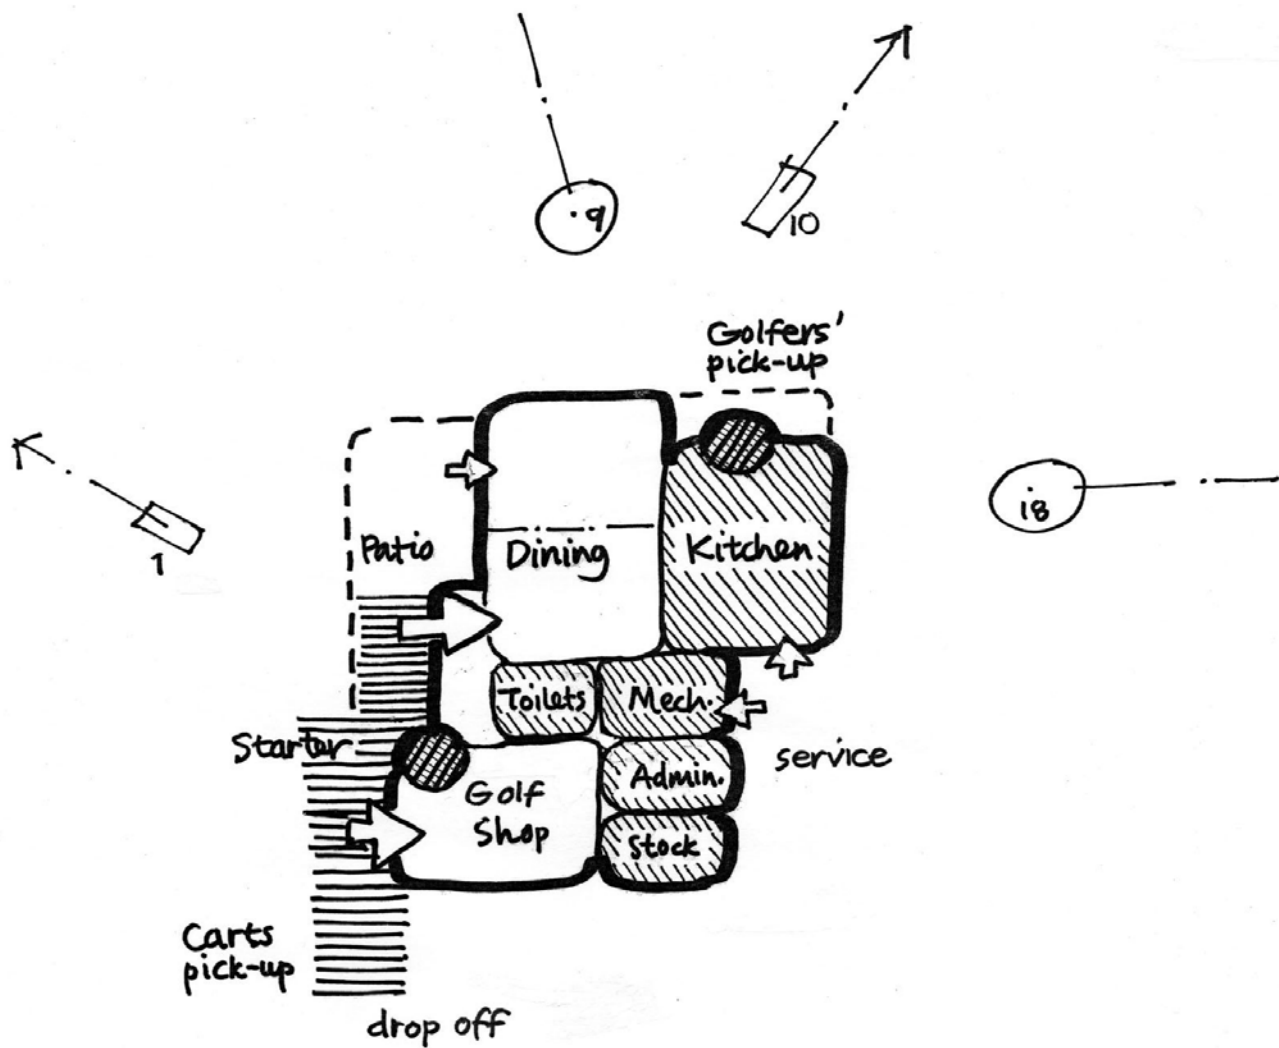 9
10
Golfers'
pick-up
18
1
Patio
Dining
Kitchen
Toilets
Mech.
Starter
service
Golf
Shop
Admin.
Stock
Carts
pick-up
drop off